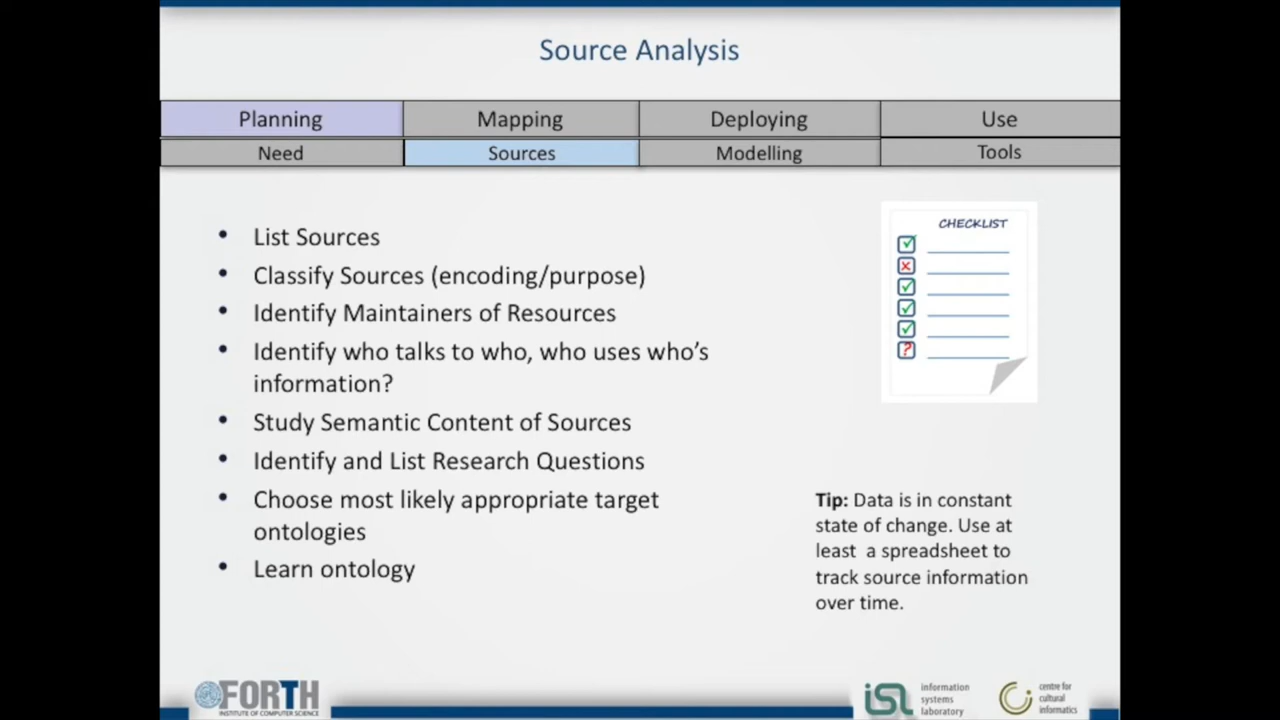 Source Analysis
Planning
Mapping
Deploying
Use
Need
Sources
Modelling
Tools
• List Sources
• Classify Sources (encoding/purpose)
• Identify Maintainers of Resources
• Identify who talks to who, who uses who’s
information?
• Study Semantic Content of Sources
• Identify and List Research Questions
• Choose most likely appropriate target
ontologies
• Learn ontology
CHECKLIST
?
Tip: Data is in constant
state of change. Use at
least a spreadsheet to
track source information
over time.
FORTH
INSTITUTE OF COMPUTER SCIENCE
isl
information
systems
laboratory
centre for
cultural
informatics